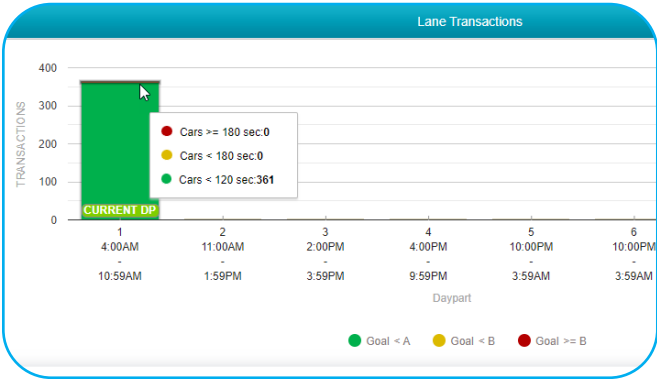 Lane Transactions
TRANSACTIONS
400
300
200
100
0
Cars >= 180 sec:0
Cars < 180 sec:0
Cars < 120 sec:361
CURRENT DP
1
4:00AM
-
10:59AM
2
11:00AM
-
1:59PM
3
2:00PM
-
3:59PM
4
4:00PM
-
9:59PM
5
10:00PM
-
3:59AM
6
10:00PM
-
3:59AM
Daypart
Goal < A
Goal < B
Goal >= B